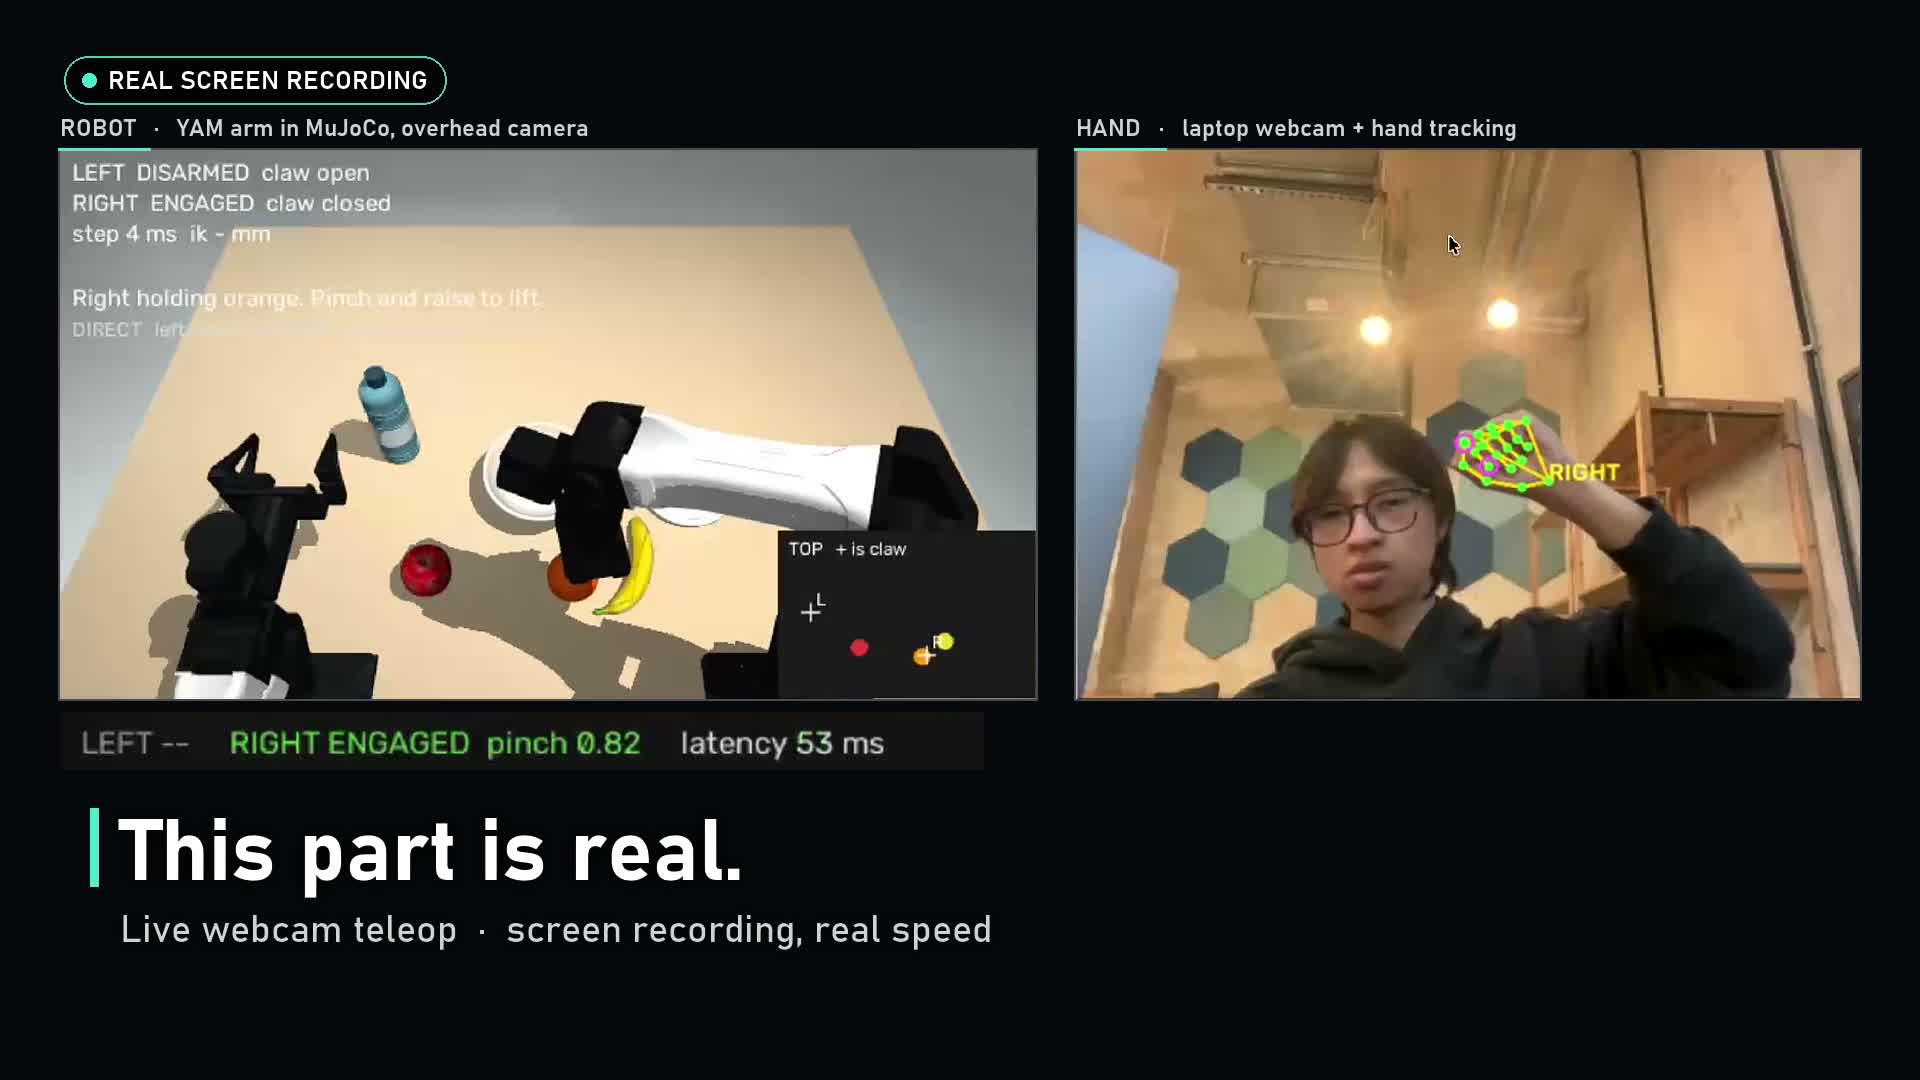 REAL SCREEN RECORDING
ROBOT · YAM arm in MuJoCo, overhead camera
HAND · laptop webcam + hand tracking
LEFT DISARMED claw open
RIGHT ENGAGED claw closed
step 4 ms ik - mm
Right holding orange. Pinch and raise to lift.
DIRECT left
TOP + is claw
L
R
RIGHT
LEFT -- RIGHT ENGAGED pinch 0.82 latency 53 ms
This part is real.
Live webcam teleop · screen recording, real speed